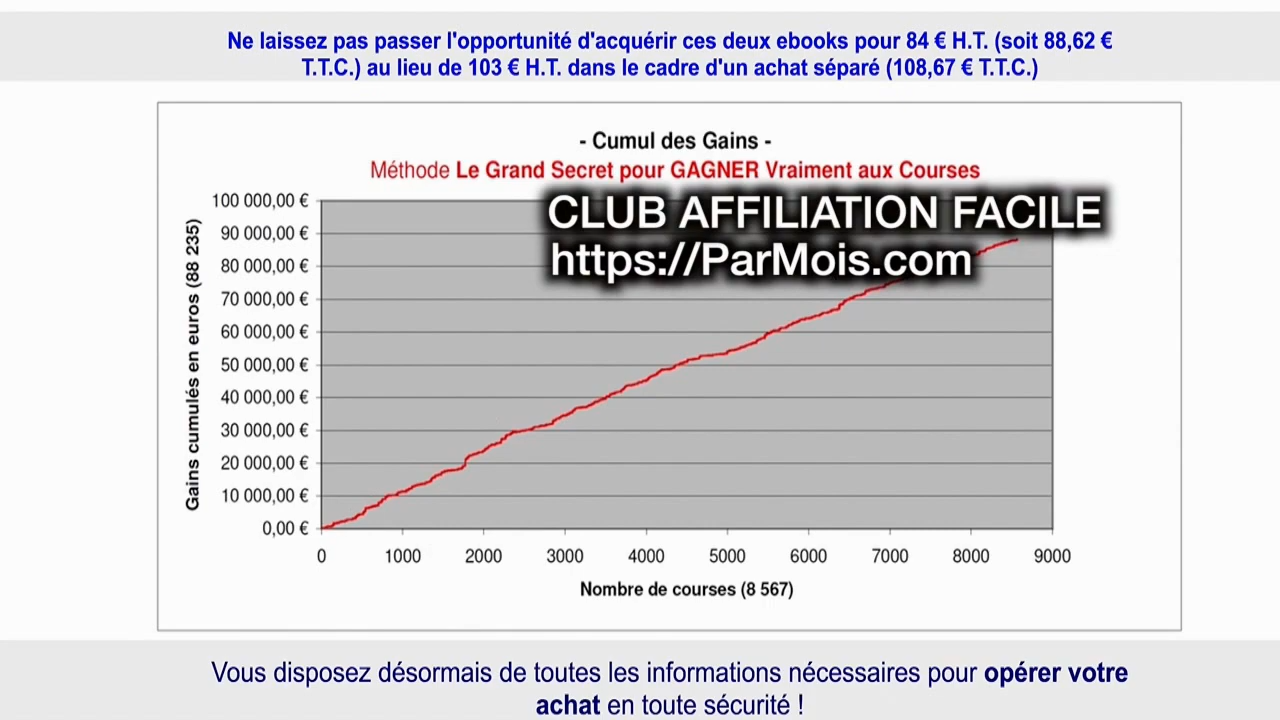 Ne laissez pas passer l'opportunité d'acquérir ces deux ebooks pour 84 € H.T. (soit 88,62 €
T.T.C.) au lieu de 103 € H.T. dans le cadre d'un achat séparé (108,67 € T.T.C.)
- Cumul des Gains -
Méthode Le Grand Secret pour GAGNER Vraiment aux Courses
CLUB AFFILIATION FACILE
https://ParMois.com
Gains cumulés en euros (88 235)
100 000,00 €
90 000,00 €
80 000,00 €
70 000,00 €
60 000,00 €
50 000,00 €
40 000,00 €
30 000,00 €
20 000,00 €
10 000,00 €
0,00 €
0 1000 2000 3000 4000 5000 6000 7000 8000 9000
Nombre de courses (8 567)
Vous disposez désormais de toutes les informations nécessaires pour opérer votre
achat en toute sécurité !